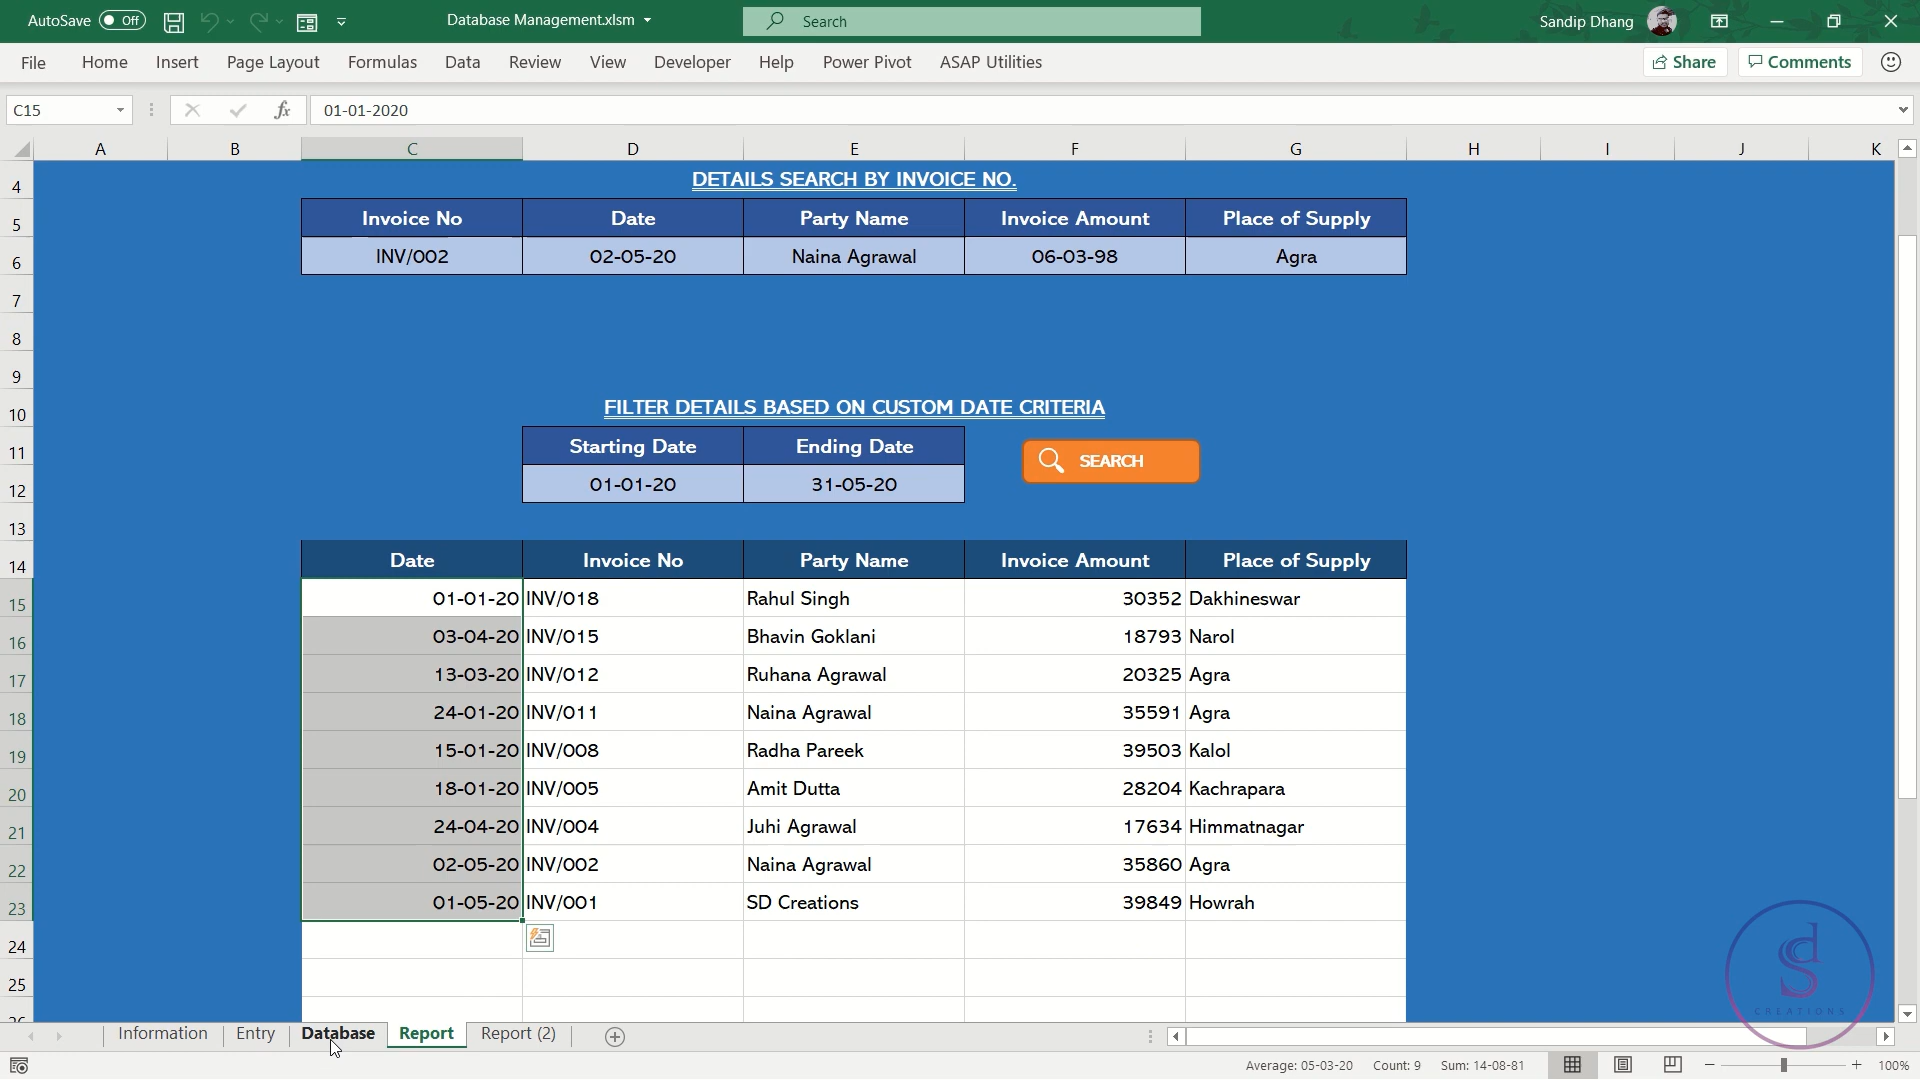 AutoSave Off Database Management.xlsm Search Sandip Dhang
File Home Insert Page Layout Formulas Data Review View Developer Help Power Pivot ASAP Utilities Share Comments
C15 fx 01-01-2020
A B C D E F G H I J K
4 DETAILS SEARCH BY INVOICE NO.
5 Invoice No Date Party Name Invoice Amount Place of Supply
6 INV/002 02-05-20 Naina Agrawal 06-03-98 Agra
7
8
9
10 FILTER DETAILS BASED ON CUSTOM DATE CRITERIA
11 Starting Date Ending Date SEARCH
12 01-01-20 31-05-20
13
14 Date Invoice No Party Name Invoice Amount Place of Supply
15 01-01-20 INV/018 Rahul Singh 30352 Dakhineswar
16 03-04-20 INV/015 Bhavin Goklani 18793 Narol
17 13-03-20 INV/012 Ruhana Agrawal 20325 Agra
18 24-01-20 INV/011 Naina Agrawal 35591 Agra
19 15-01-20 INV/008 Radha Pareek 39503 Kalol
20 18-01-20 INV/005 Amit Dutta 28204 Kachrapara
21 24-04-20 INV/004 Juhi Agrawal 17634 Himmatnagar
22 02-05-20 INV/002 Naina Agrawal 35860 Agra
23 01-05-20 INV/001 SD Creations 39849 Howrah
24
25
26
sd
CREATIONS
Information Entry Database Report Report (2)
Average: 05-03-20 Count: 9 Sum: 14-08-81 100%